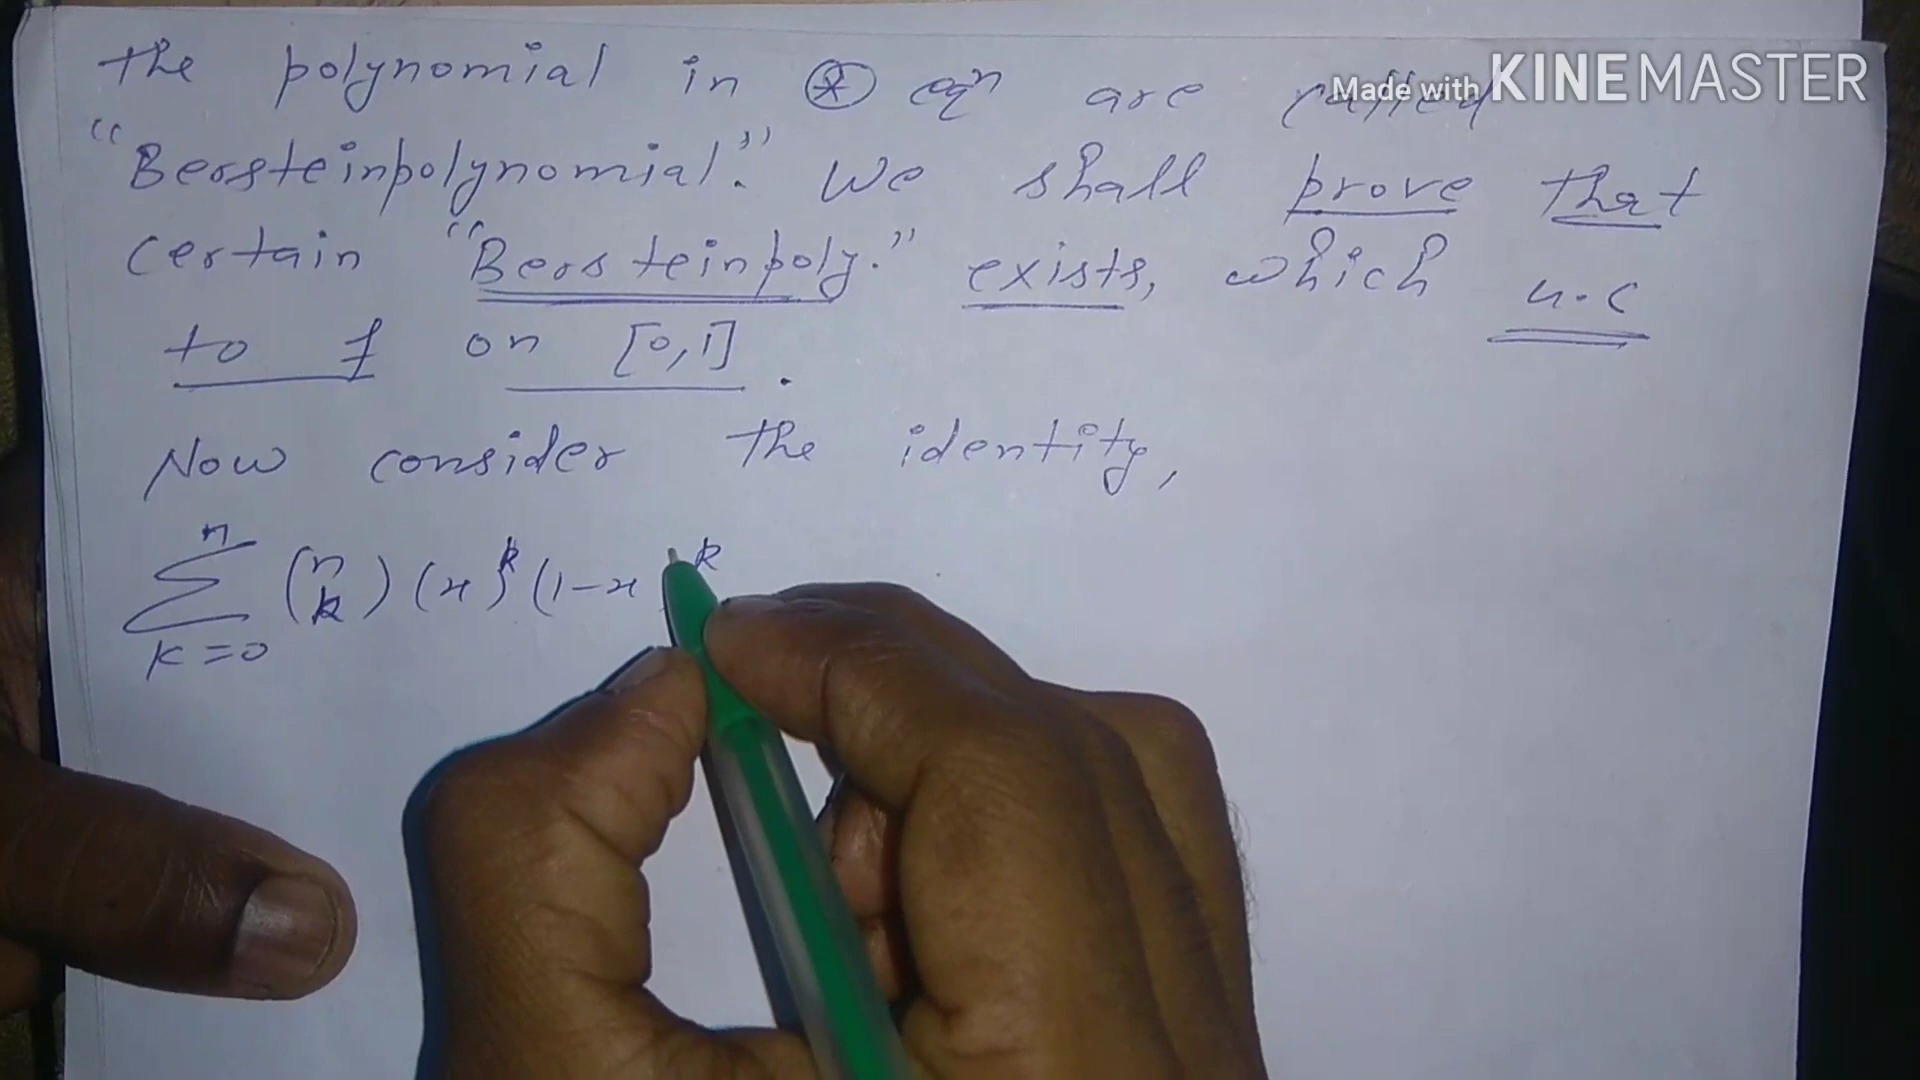 Made with KINEMASTER
the polynomial in ⊛ eqⁿ are called
"Bersteinpolynomial." We shall prove that
certain "Bersteinpoly." exists, which u.c
to f on [0,1].
Now consider the identity,
n
∑ (n k) (x)^k (1-x)^k
k=0